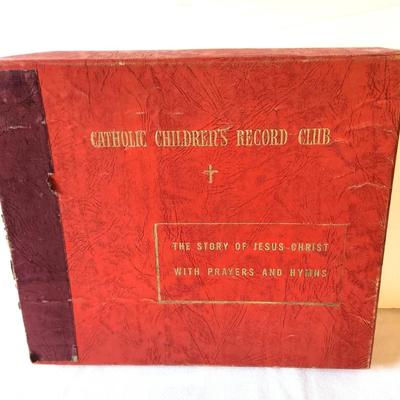 CATHOLIC CHILDREN'S RECORD CLUB
THE STORY OF JESUS CHRIST
WITH PRAYERS AND HYMNS